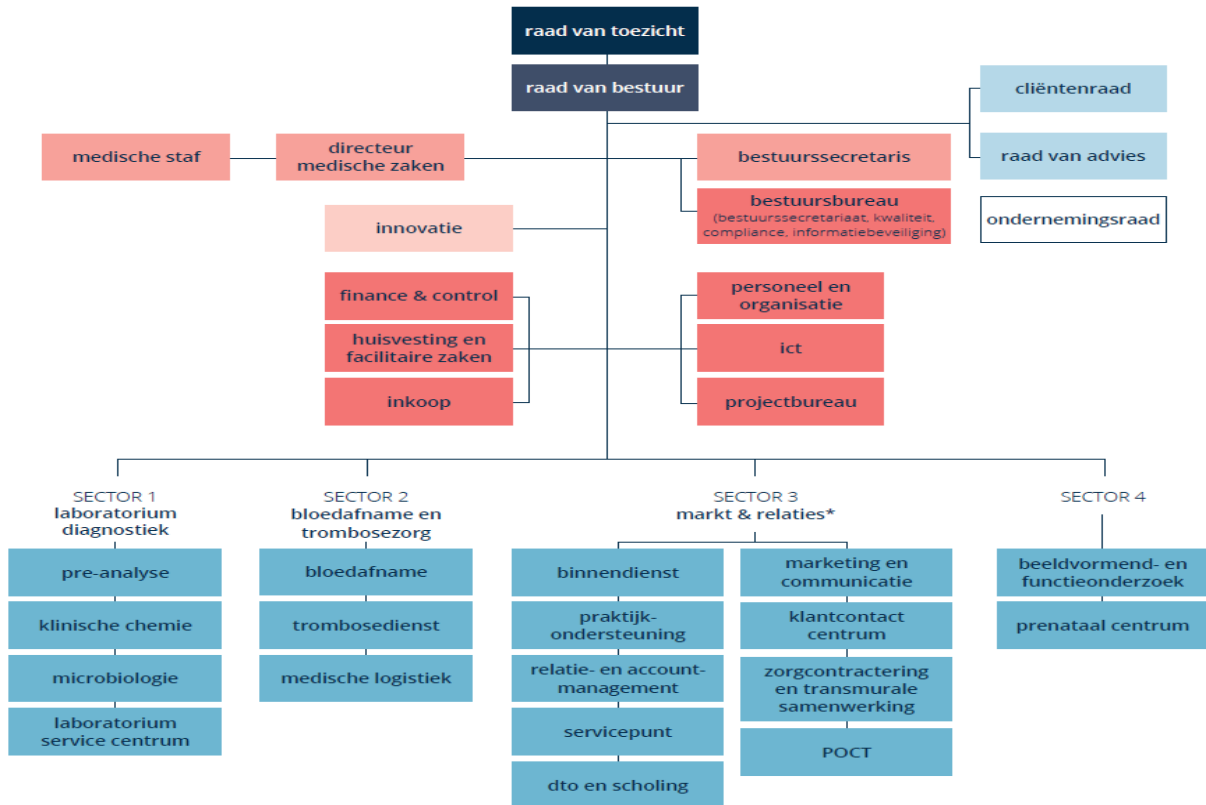 raad van toezicht
raad van bestuur
cliëntenraad
raad van advies
ondernemingsraad
medische staf
directeur
medische zaken
bestuurssecretaris
bestuursbureau
(bestuurssecretariaat, kwaliteit,
compliance, informatiebeveiliging)
innovatie
finance & control
huisvesting en
facilitaire zaken
inkoop
personeel en
organisatie
ict
projectbureau
SECTOR 1
laboratorium
diagnostiek
pre-analyse
klinische chemie
microbiologie
laboratorium
service centrum
SECTOR 2
bloedafname en
trombosezorg
bloedafname
trombosedienst
medische logistiek
SECTOR 3
markt & relaties*
binnendienst
praktijk-
ondersteuning
relatie- en account-
management
servicepunt
dto en scholing
marketing en
communicatie
klantcontact
centrum
zorgcontractering
en transmurale
samenwerking
POCT
SECTOR 4
beeldvormend- en
functieonderzoek
prenataal centrum